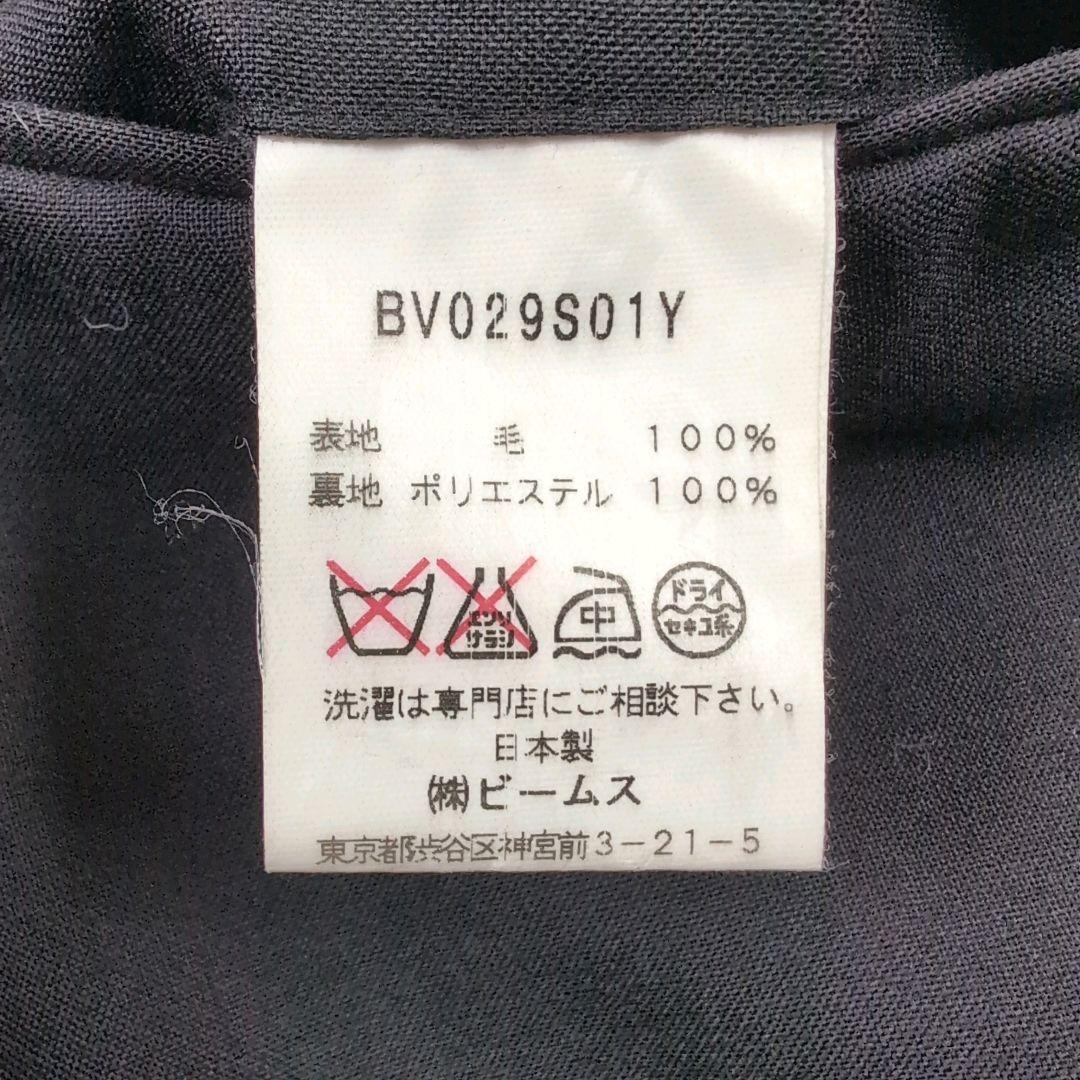 BV029S01Y
表地 毛 100%
裏地 ポリエステル 100%
エンソ サラシ 中 ドライ セキユ系
洗濯は専門店にご相談下さい。
日本製
㈱ビームス
東京都渋谷区神宮前3-21-5